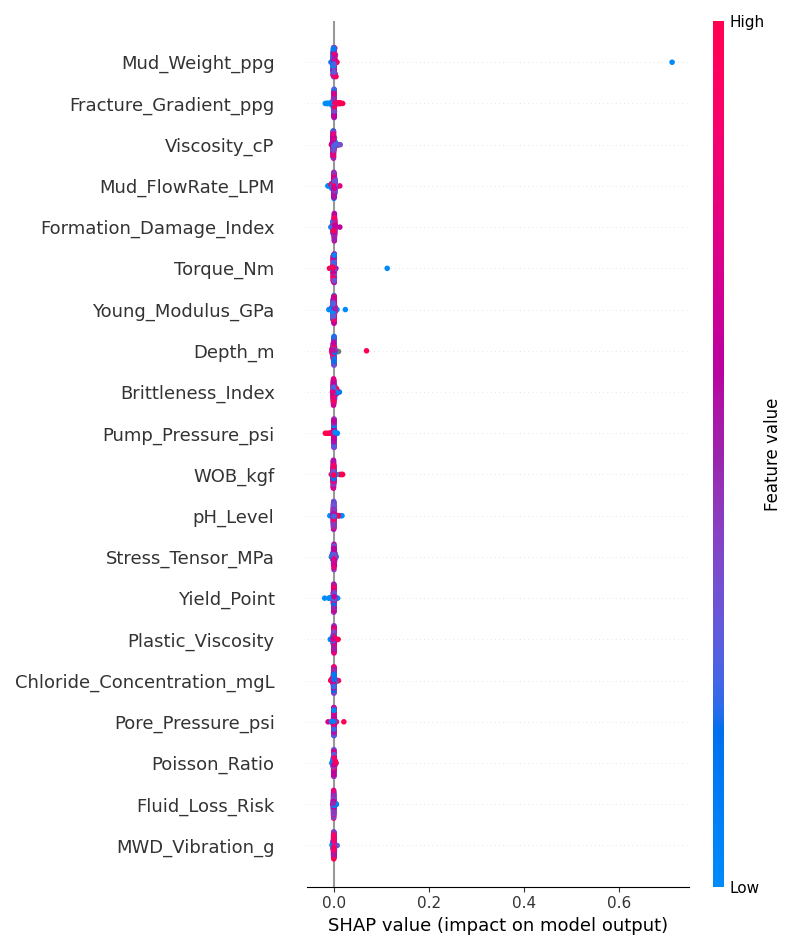 High
Mud_Weight_ppg
Fracture_Gradient_ppg
Viscosity_cP
Mud_FlowRate_LPM
Formation_Damage_Index
Torque_Nm
Young_Modulus_GPa
Depth_m
Brittleness_Index
Pump_Pressure_psi
WOB_kgf
pH_Level
Stress_Tensor_MPa
Yield_Point
Plastic_Viscosity
Chloride_Concentration_mgL
Pore_Pressure_psi
Poisson_Ratio
Fluid_Loss_Risk
MWD_Vibration_g
Feature value
Low
0.0 0.2 0.4 0.6
SHAP value (impact on model output)